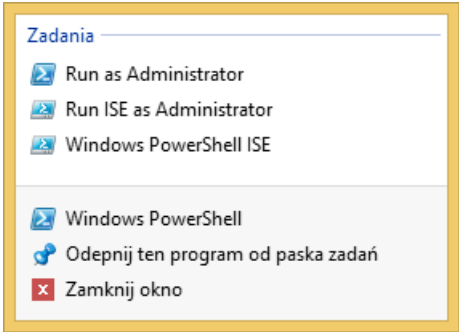 Zadania
Run as Administrator
Run ISE as Administrator
Windows PowerShell ISE
Windows PowerShell
Odepnij ten program od paska zadań
Zamknij okno